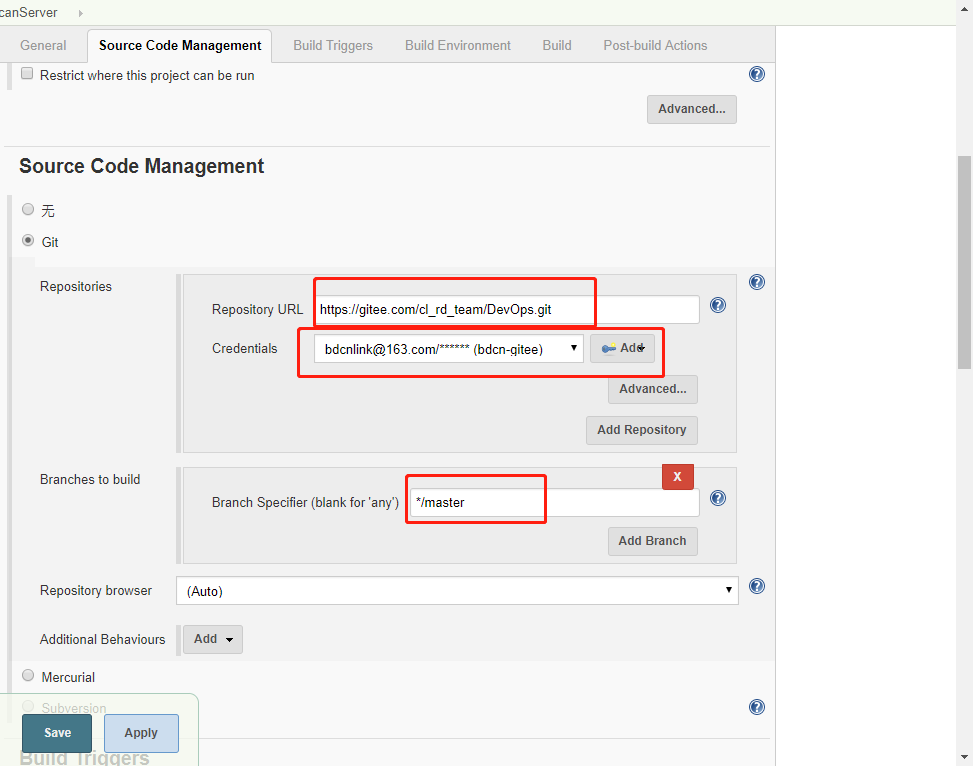 canServer
General Source Code Management Build Triggers Build Environment Build Post-build Actions
Restrict where this project can be run
Advanced...
Source Code Management
无
Git
Repositories
Repository URL https://gitee.com/cl_rd_team/DevOps.git
Credentials bdcnlink@163.com/****** (bdcn-gitee) Add
Advanced...
Add Repository
Branches to build
X
Branch Specifier (blank for 'any') */master
Add Branch
Repository browser (Auto)
Additional Behaviours Add
Mercurial
Subversion
Save Apply
Build Triggers